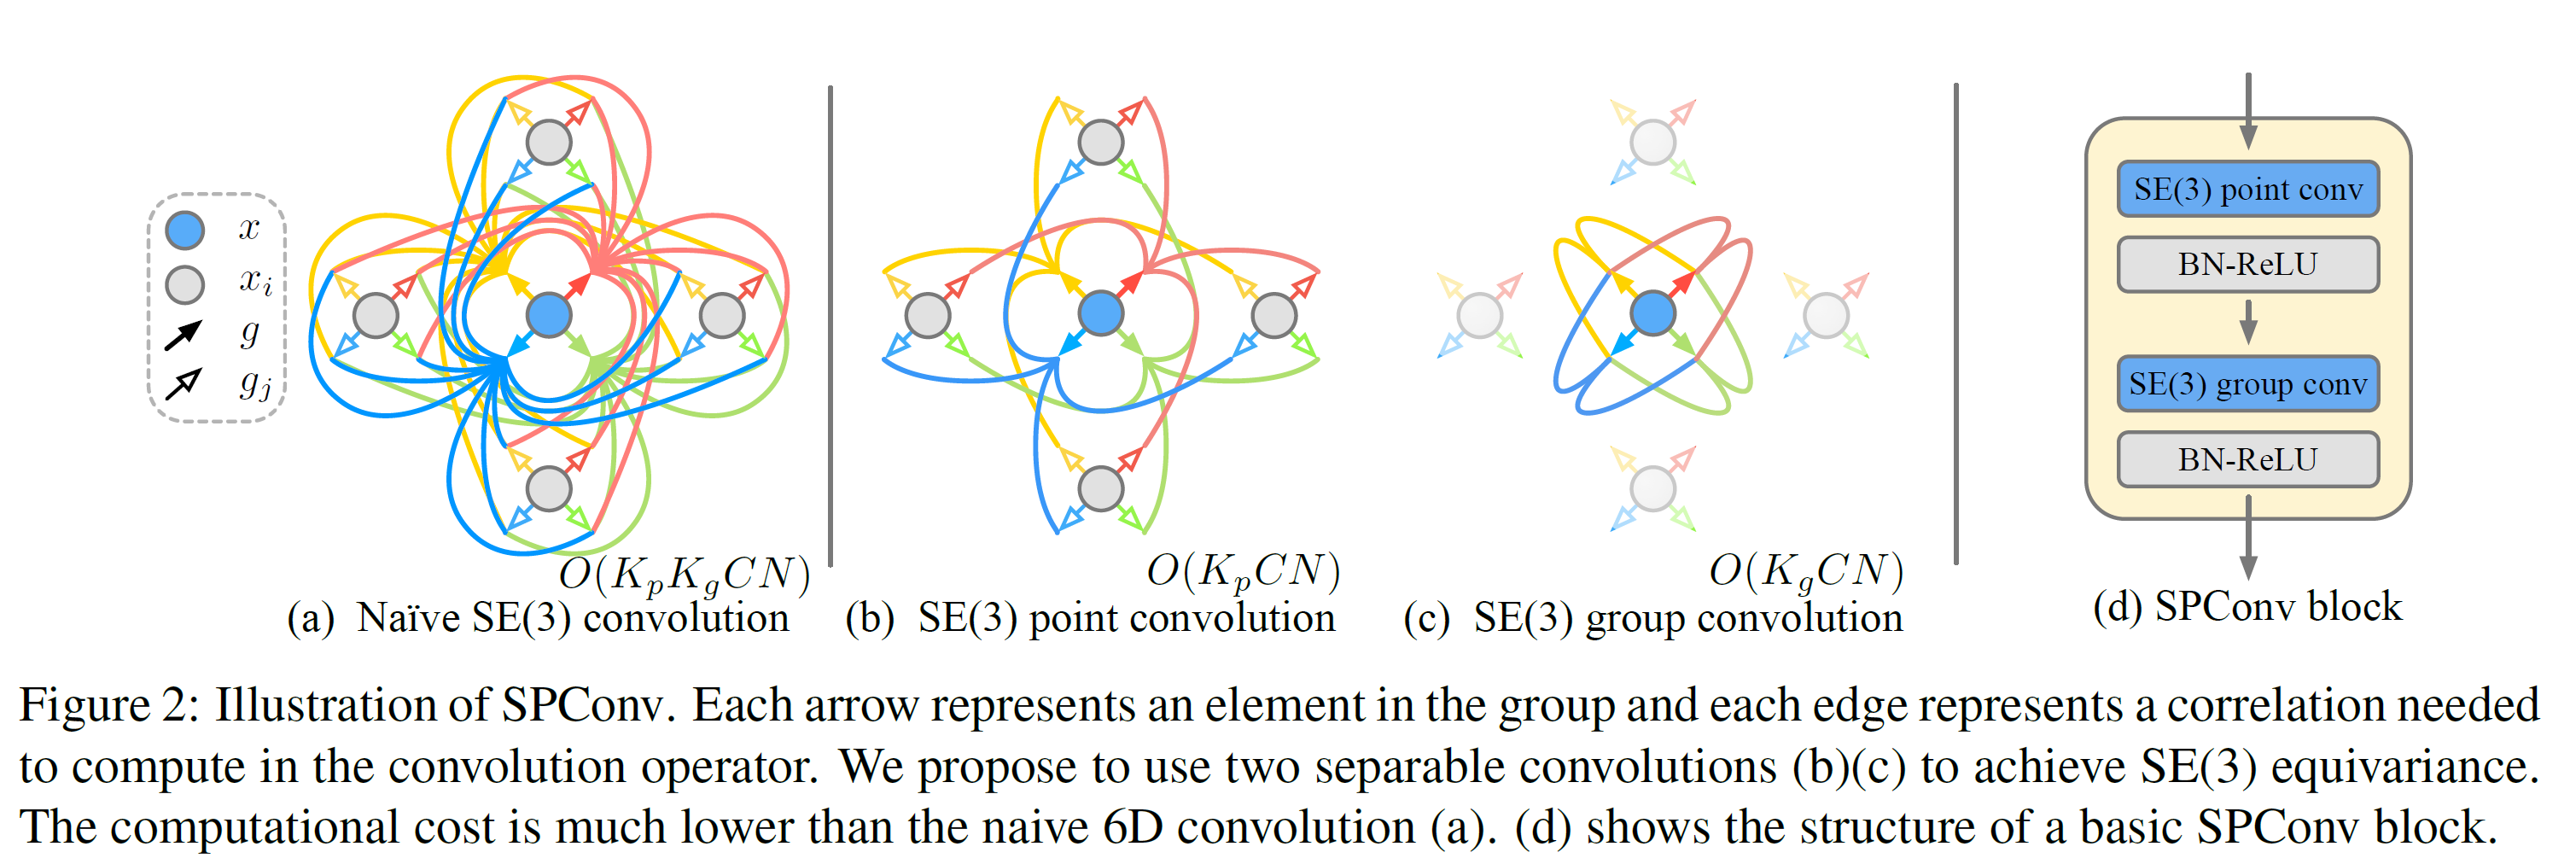 x
x_i
g
g_j
O(K_pK_gCN)
(a) Naïve SE(3) convolution
O(K_pCN)
(b) SE(3) point convolution
O(K_gCN)
(c) SE(3) group convolution
SE(3) point conv
BN-ReLU
SE(3) group conv
BN-ReLU
(d) SPConv block
Figure 2: Illustration of SPConv. Each arrow represents an element in the group and each edge represents a correlation needed
to compute in the convolution operator. We propose to use two separable convolutions (b)(c) to achieve SE(3) equivariance.
The computational cost is much lower than the naive 6D convolution (a). (d) shows the structure of a basic SPConv block.